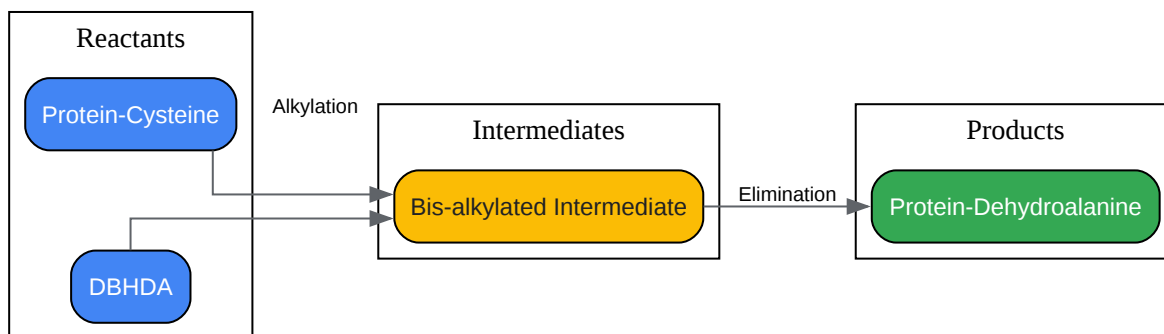 Reactants
Protein-Cysteine
DBHDA
Alkylation
Intermediates
Bis-alkylated Intermediate
Elimination
Products
Protein-Dehydroalanine